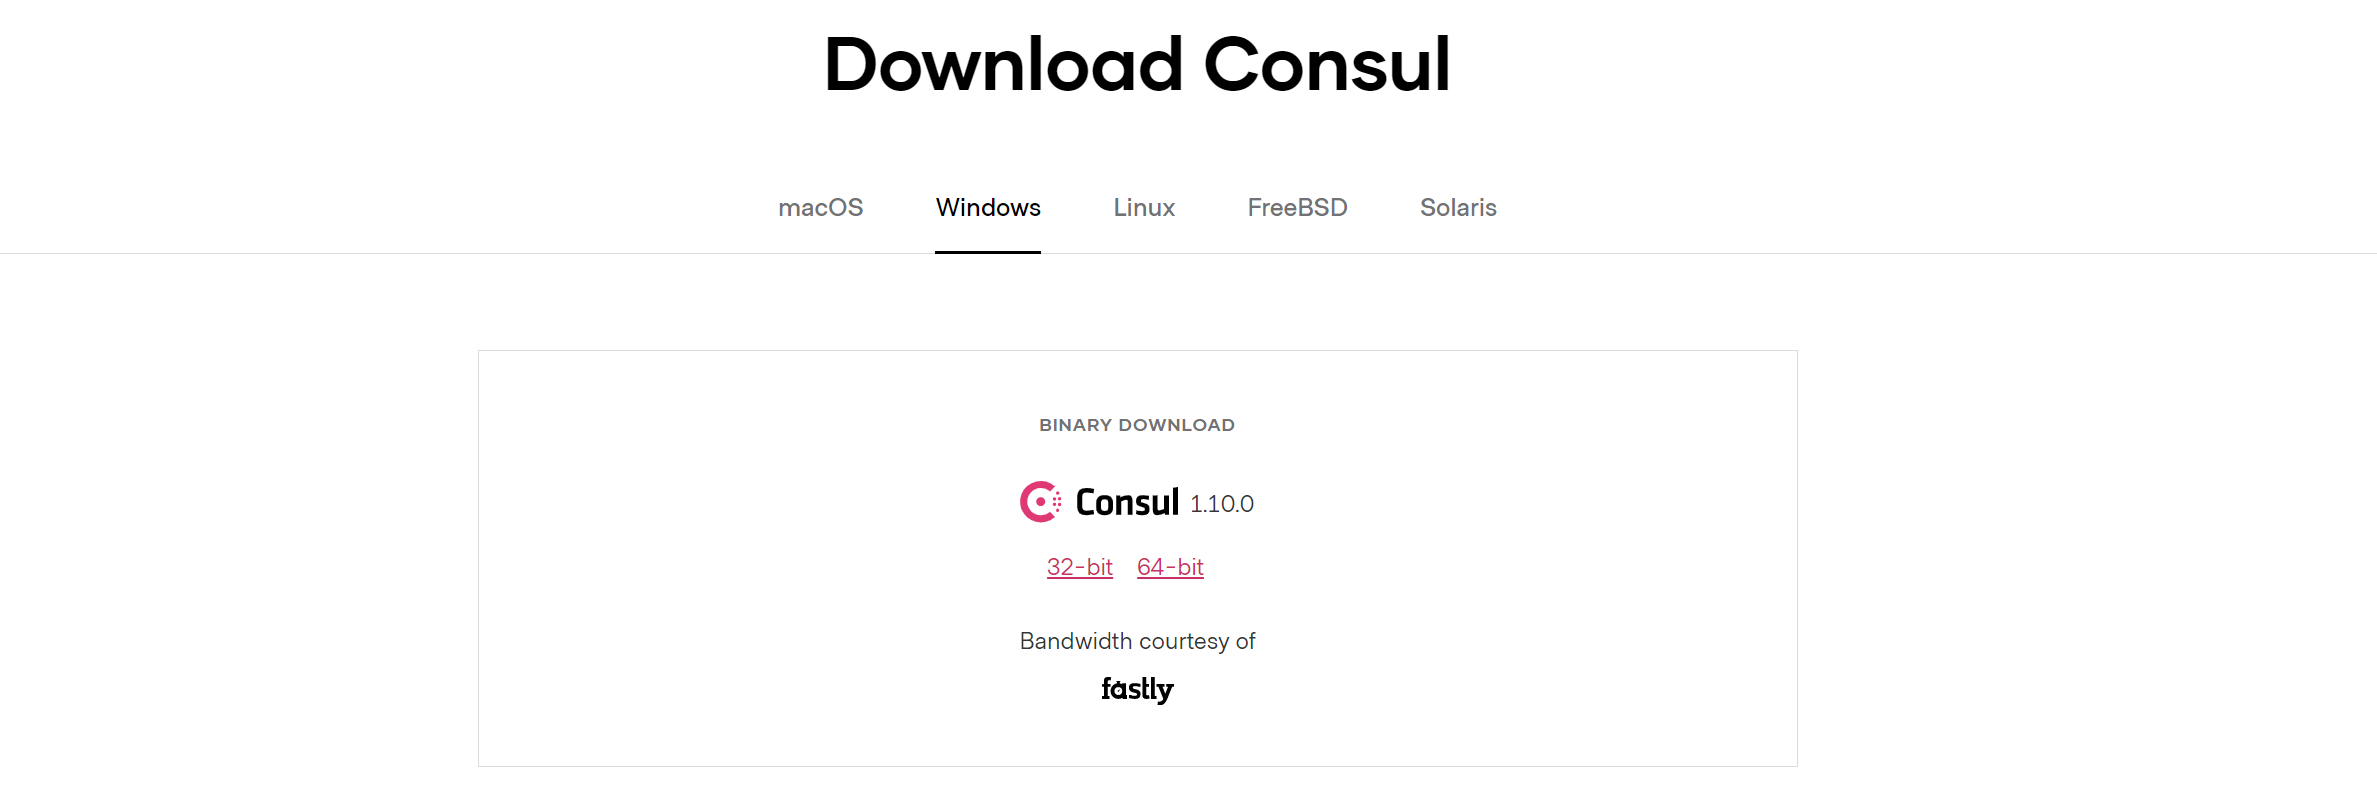 Download Consul
macOS Windows Linux FreeBSD Solaris
BINARY DOWNLOAD
Consul 1.10.0
32-bit 64-bit
Bandwidth courtesy of
fastly